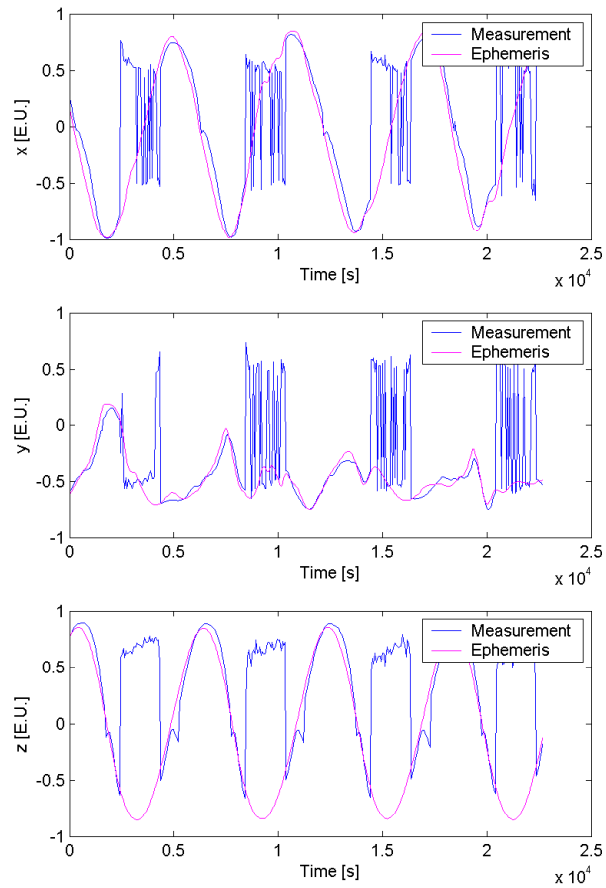 1
0.5
0
-0.5
-1
x [E.U.]
Measurement
Ephemeris
0 0.5 1 1.5 2 2.5
Time [s]
x 10^4
1
0.5
0
-0.5
-1
y [E.U.]
Measurement
Ephemeris
0 0.5 1 1.5 2 2.5
Time [s]
x 10^4
1
0.5
0
-0.5
-1
z [E.U.]
Measurement
Ephemeris
0 0.5 1 1.5 2 2.5
Time [s]
x 10^4